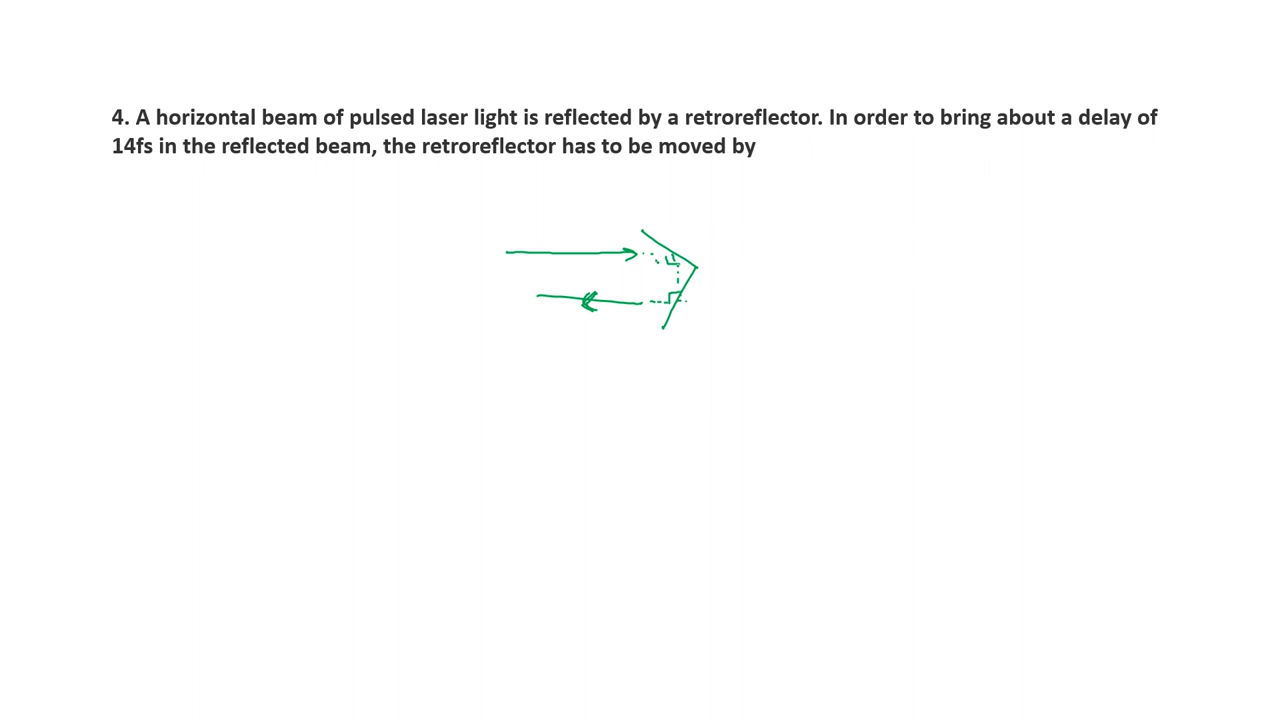 4. A horizontal beam of pulsed laser light is reflected by a retroreflector. In order to bring about a delay of
14fs in the reflected beam, the retroreflector has to be moved by